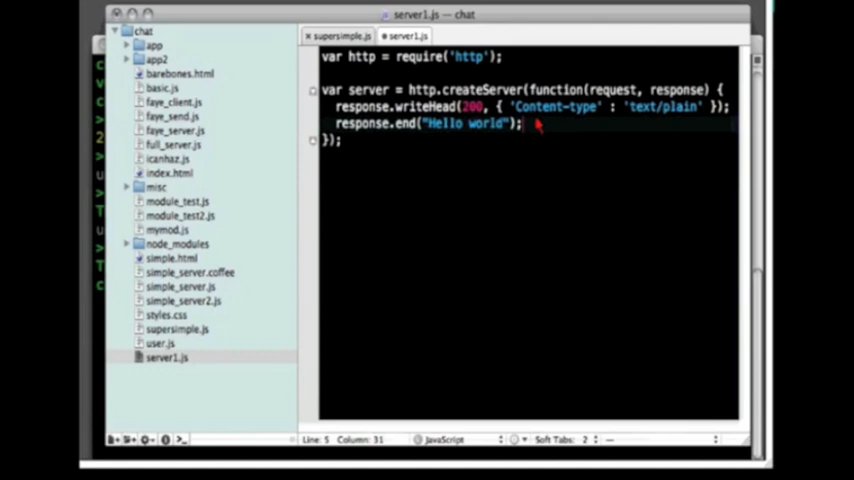 server1.js — chat
chat
supersimple.js
server1.js
app
app2
barebones.html
basic.js
faye_client.js
faye_send.js
faye_server.js
full_server.js
icanhaz.js
index.html
misc
module_test.js
module_test2.js
mymod.js
node_modules
simple.html
simple_server.coffee
simple_server.js
simple_server2.js
styles.css
supersimple.js
user.js
server1.js
var http = require('http');
var server = http.createServer(function(request, response) {
response.writeHead(200, { 'Content-type' : 'text/plain' });
response.end("Hello world");
});
Line: 5 Column: 31 JavaScript Soft Tabs: 2 —